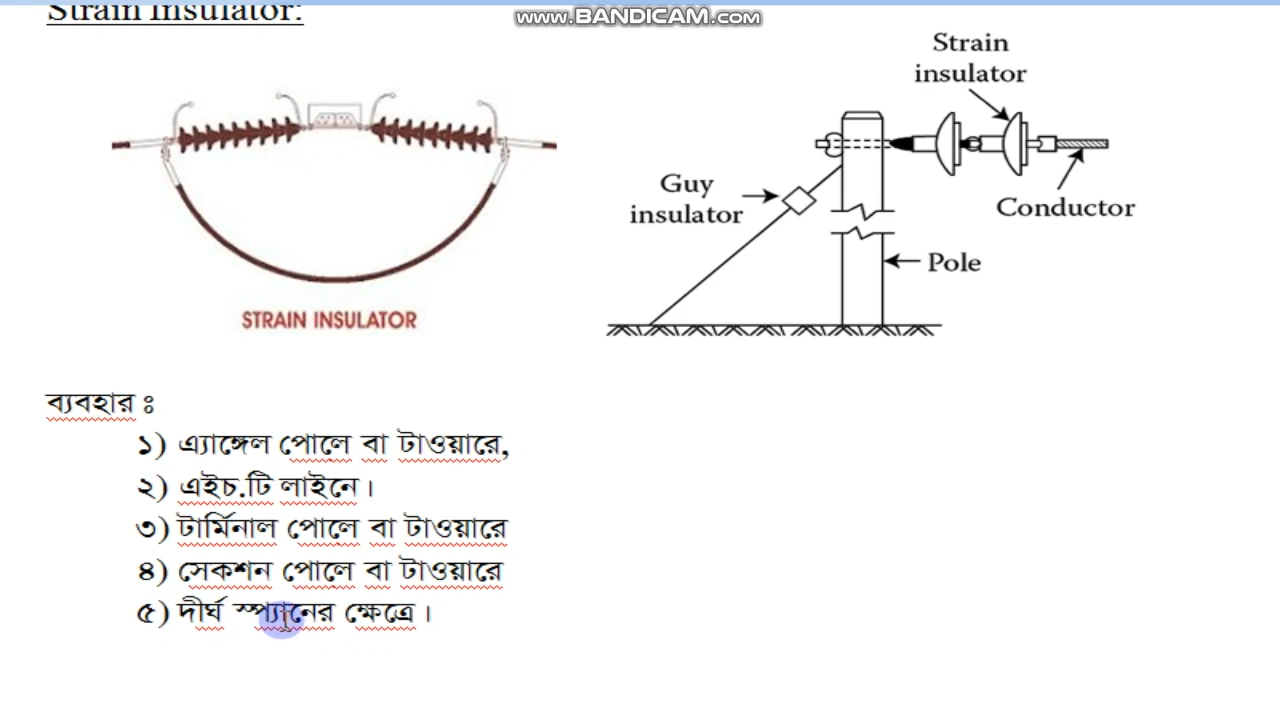 Strain Insulator:
www.BANDICAM.com
Strain
insulator
Guy
insulator
Conductor
Pole
STRAIN INSULATOR
ব্যবহার ঃ
১) এ্যাঙ্গেল পোলে বা টাওয়ারে,
২) এইচ.টি লাইনে।
৩) টার্মিনাল পোলে বা টাওয়ারে
৪) সেকশন পোলে বা টাওয়ারে
৫) দীর্ঘ স্প্যানের ক্ষেত্রে।